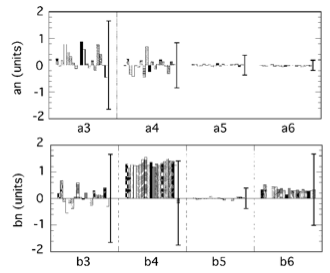 2
1
0
-1
-2
an (units)
a3 a4 a5 a6
2
1
0
-1
-2
bn (units)
b3 b4 b5 b6